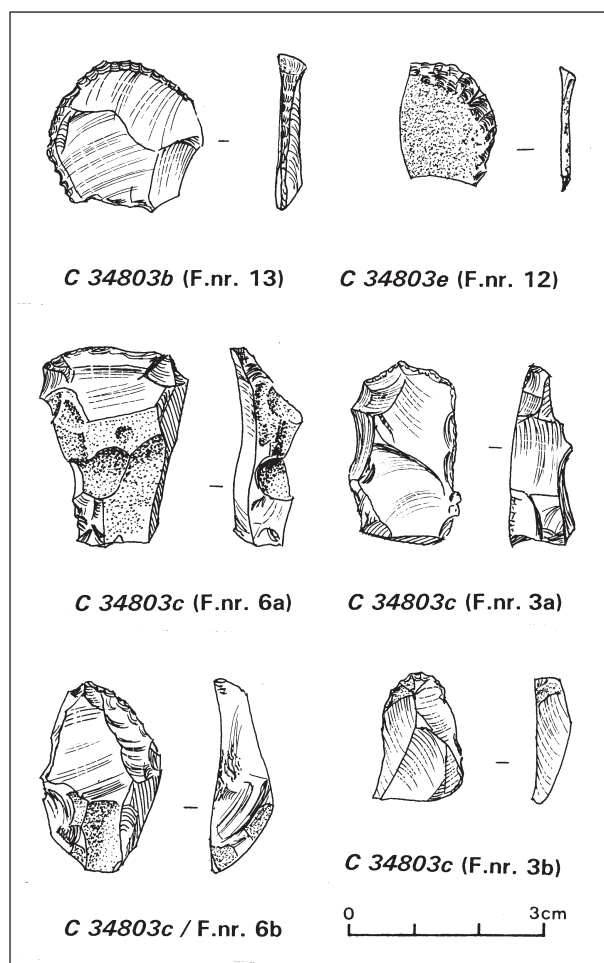 C 34803b (F.nr. 13)
C 34803e (F.nr. 12)
C 34803c (F.nr. 6a)
C 34803c (F.nr. 3a)
C 34803c (F.nr. 3b)
C 34803c / F.nr. 6b
0 3cm